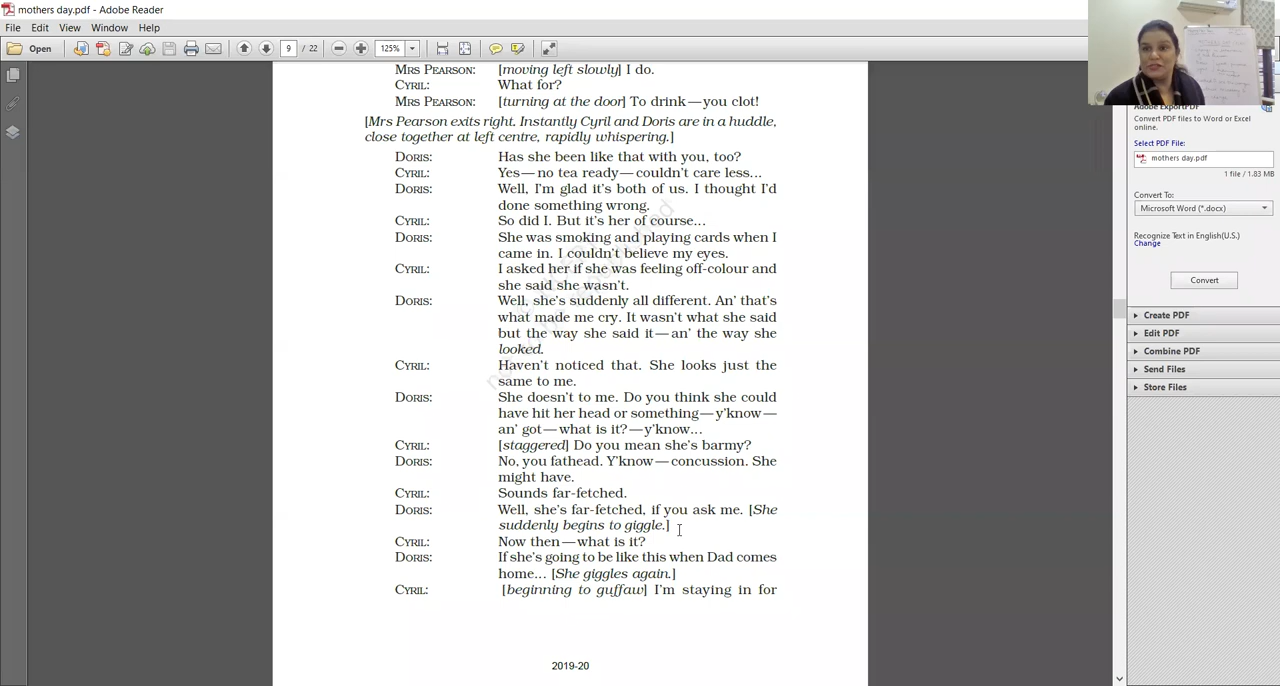 mothers day.pdf - Adobe Reader
File Edit View Window Help
Open 9 / 22 125%
MRS PEARSON: [moving left slowly] I do.
CYRIL: What for?
MRS PEARSON: [turning at the door] To drink—you clot!
[Mrs Pearson exits right. Instantly Cyril and Doris are in a huddle,
close together at left centre, rapidly whispering.]
DORIS: Has she been like that with you, too?
CYRIL: Yes—no tea ready—couldn't care less...
DORIS: Well, I'm glad it's both of us. I thought I'd
done something wrong.
CYRIL: So did I. But it's her of course...
DORIS: She was smoking and playing cards when I
came in. I couldn't believe my eyes.
CYRIL: I asked her if she was feeling off-colour and
she said she wasn't.
DORIS: Well, she's suddenly all different. An' that's
what made me cry. It wasn't what she said
but the way she said it—an' the way she
looked.
CYRIL: Haven't noticed that. She looks just the
same to me.
DORIS: She doesn't to me. Do you think she could
have hit her head or something—y'know—
an' got—what is it?—y'know...
CYRIL: [staggered] Do you mean she's barmy?
DORIS: No, you fathead. Y'know—concussion. She
might have.
CYRIL: Sounds far-fetched.
DORIS: Well, she's far-fetched, if you ask me. [She
suddenly begins to giggle.]
CYRIL: Now then—what is it?
DORIS: If she's going to be like this when Dad comes
home... [She giggles again.]
CYRIL: [beginning to guffaw] I'm staying in for
2019-20
Adobe ExportPDF
Convert PDF files to Word or Excel
online.
Select PDF File:
mothers day.pdf
1 file / 1.83 MB
Convert To:
Microsoft Word (*.docx)
Recognize Text in English(U.S.)
Change
Convert
Create PDF
Edit PDF
Combine PDF
Send Files
Store Files